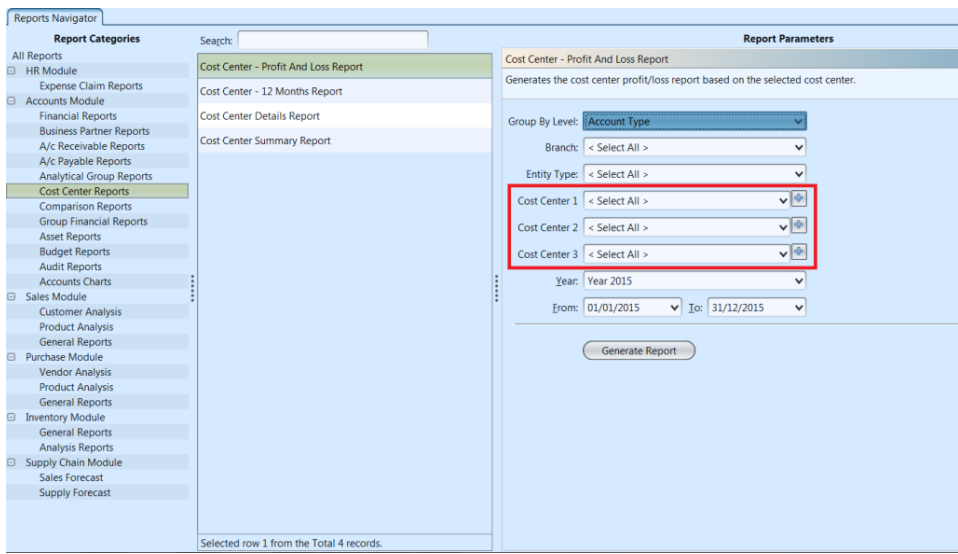 Reports Navigator
Report Categories
All Reports
HR Module
Expense Claim Reports
Accounts Module
Financial Reports
Business Partner Reports
A/c Receivable Reports
A/c Payable Reports
Analytical Group Reports
Cost Center Reports
Comparison Reports
Group Financial Reports
Asset Reports
Budget Reports
Audit Reports
Accounts Charts
Sales Module
Customer Analysis
Product Analysis
General Reports
Purchase Module
Vendor Analysis
Product Analysis
General Reports
Inventory Module
General Reports
Analysis Reports
Supply Chain Module
Sales Forecast
Supply Forecast
Search:
Cost Center - Profit And Loss Report
Cost Center - 12 Months Report
Cost Center Details Report
Cost Center Summary Report
Selected row 1 from the Total 4 records.
Report Parameters
Cost Center - Profit And Loss Report
Generates the cost center profit/loss report based on the selected cost center.
Group By Level: Account Type
Branch: < Select All >
Entity Type: < Select All >
Cost Center 1 < Select All >
Cost Center 2 < Select All >
Cost Center 3 < Select All >
Year: Year 2015
From: 01/01/2015 To: 31/12/2015
Generate Report